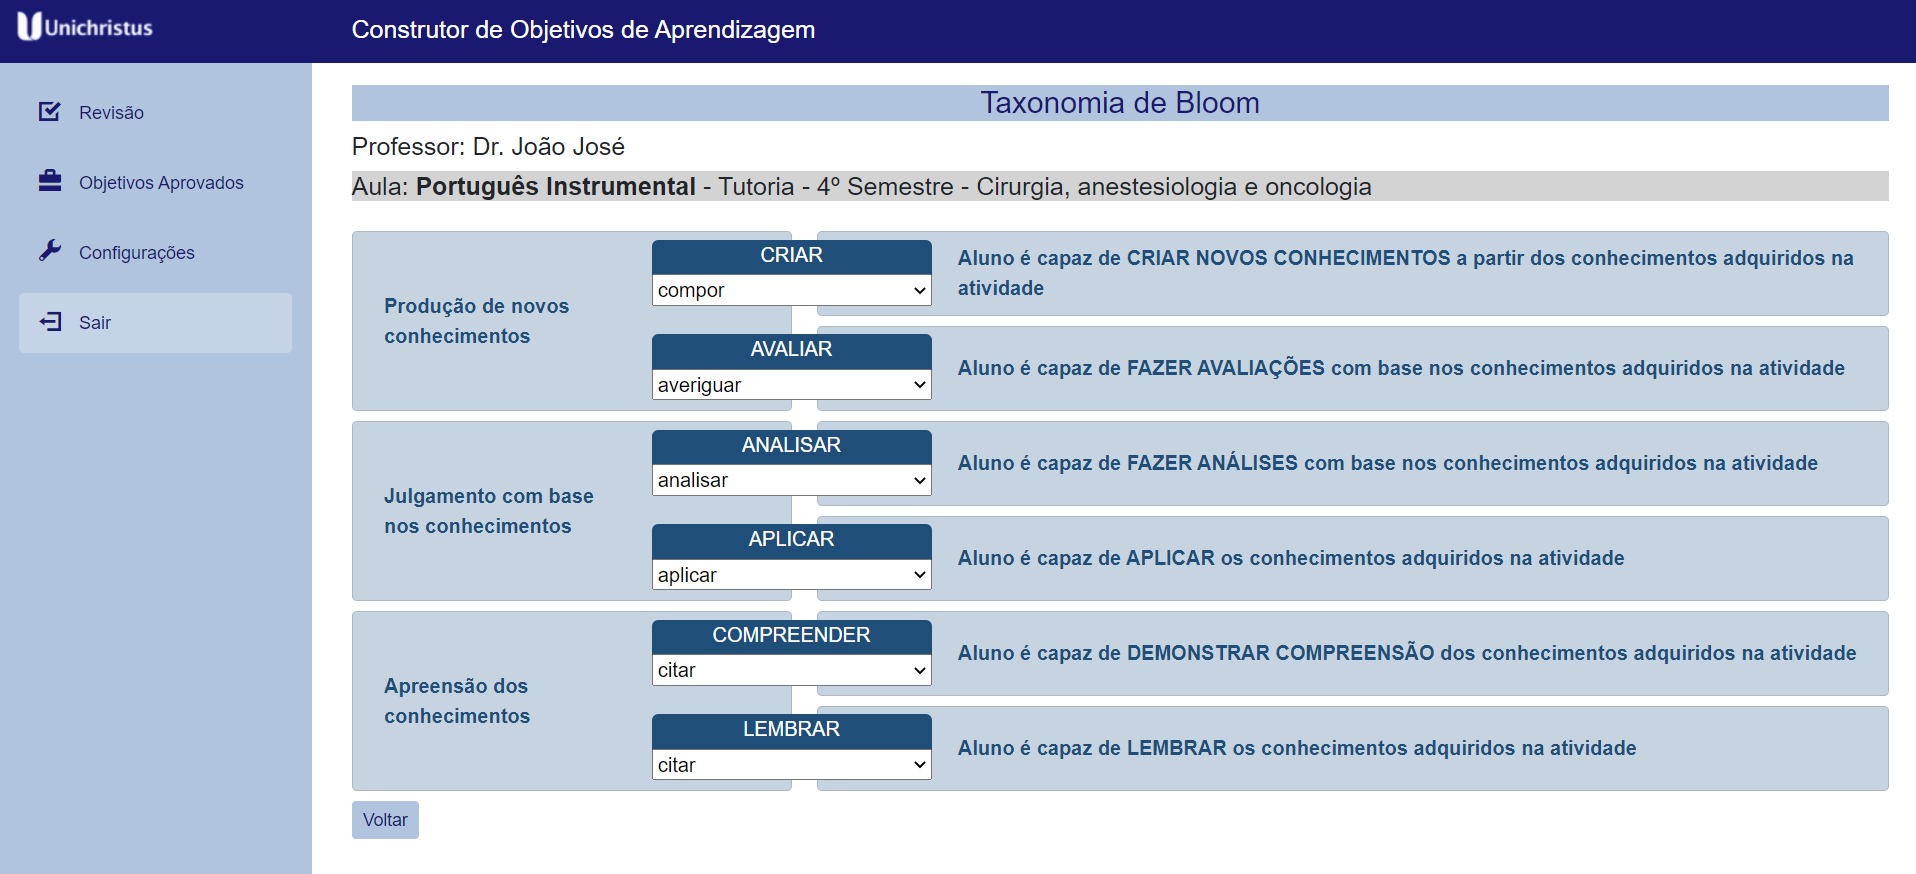 Unichristus
Construtor de Objetivos de Aprendizagem
Revisão
Objetivos Aprovados
Configurações
Sair
Taxonomia de Bloom
Professor: Dr. João José
Aula: Português Instrumental - Tutoria - 4º Semestre - Cirurgia, anestesiologia e oncologia
Produção de novos
conhecimentos
CRIAR
compor
Aluno é capaz de CRIAR NOVOS CONHECIMENTOS a partir dos conhecimentos adquiridos na
atividade
AVALIAR
averiguar
Aluno é capaz de FAZER AVALIAÇÕES com base nos conhecimentos adquiridos na atividade
Julgamento com base
nos conhecimentos
ANALISAR
analisar
Aluno é capaz de FAZER ANÁLISES com base nos conhecimentos adquiridos na atividade
APLICAR
aplicar
Aluno é capaz de APLICAR os conhecimentos adquiridos na atividade
Apreensão dos
conhecimentos
COMPREENDER
citar
Aluno é capaz de DEMONSTRAR COMPREENSÃO dos conhecimentos adquiridos na atividade
LEMBRAR
citar
Aluno é capaz de LEMBRAR os conhecimentos adquiridos na atividade
Voltar